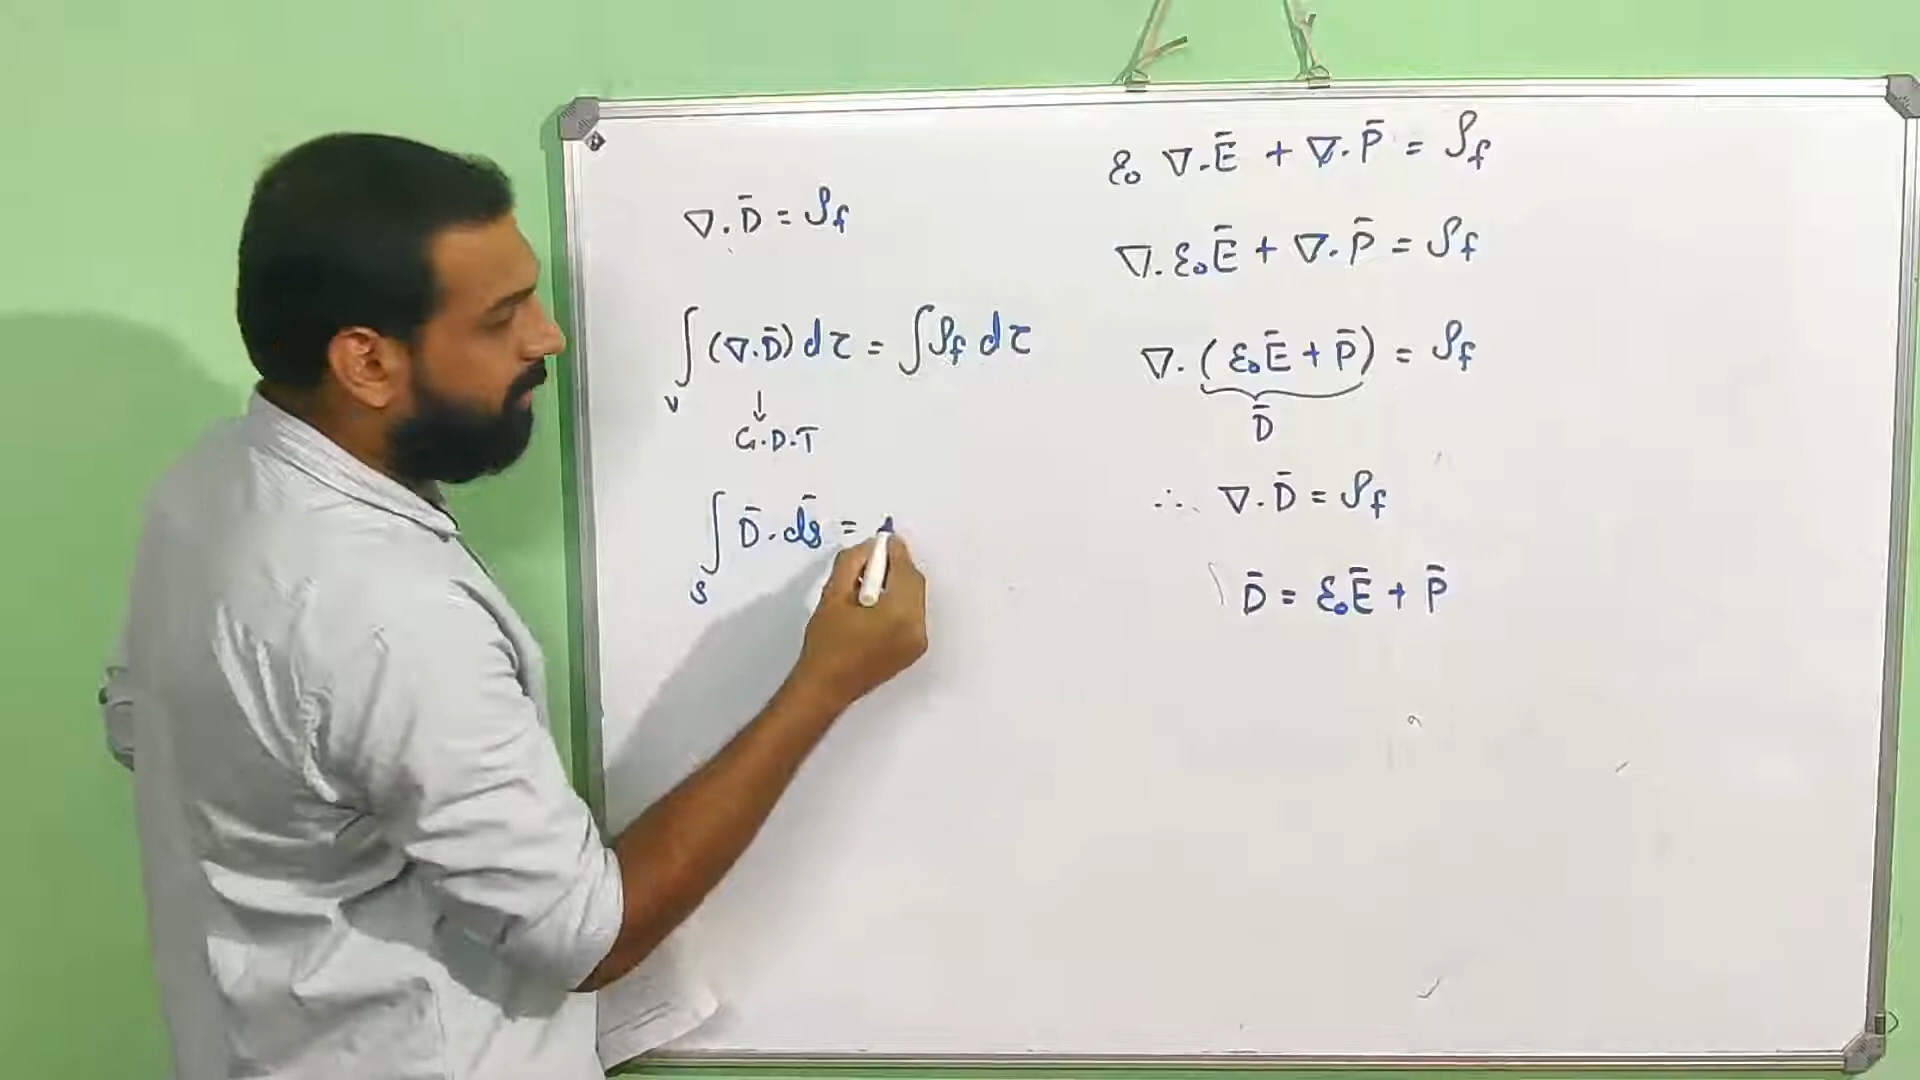 ∇.D̄ = ρf
∫(∇.D̄)dτ = ∫ρf dτ
V
↓
G.D.T
∫D̄.ds̄ =
S
ε₀ ∇.Ē + ∇.P̄ = ρf
∇.ε₀Ē + ∇.P̄ = ρf
∇.(ε₀Ē + P̄) = ρf
D̄
∴ ∇.D̄ = ρf
D̄ = ε₀Ē + P̄